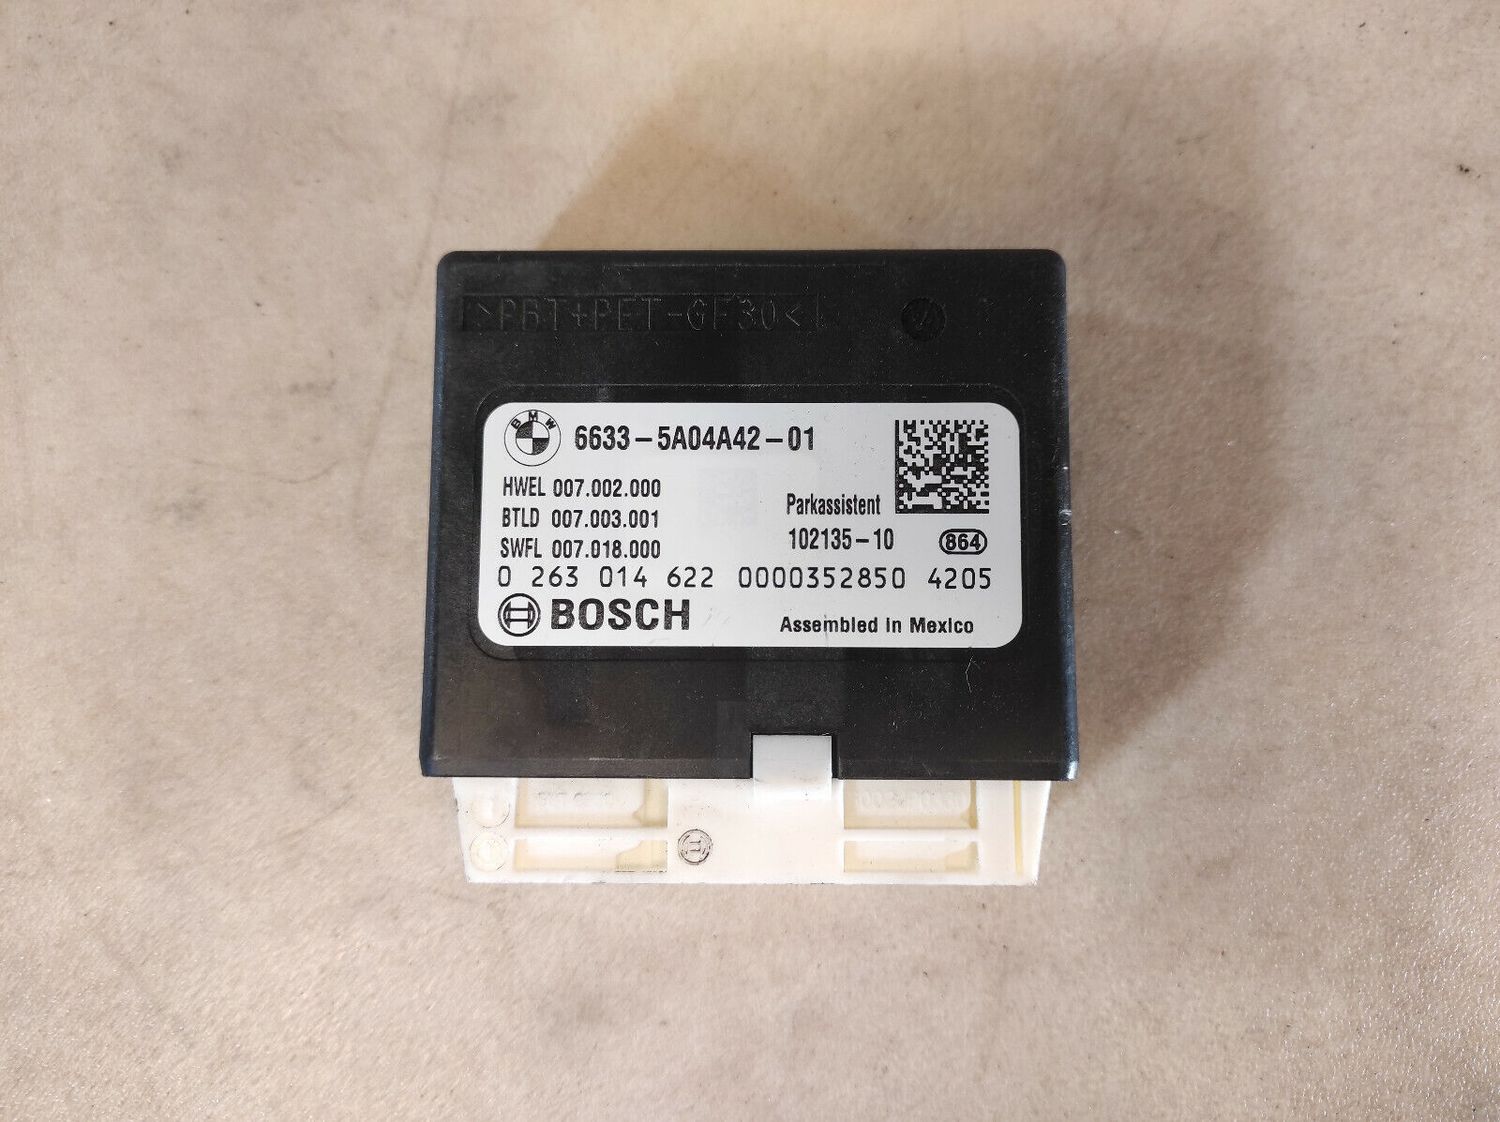 >PBT+PET-GF30<
BMW
6633-5A04A42-01
HWEL 007.002.000
BTLD 007.003.001
SWFL 007.018.000
Parkassistent
102135-10
864
0 263 014 622 0000352850 4205
BOSCH
Assembled in Mexico